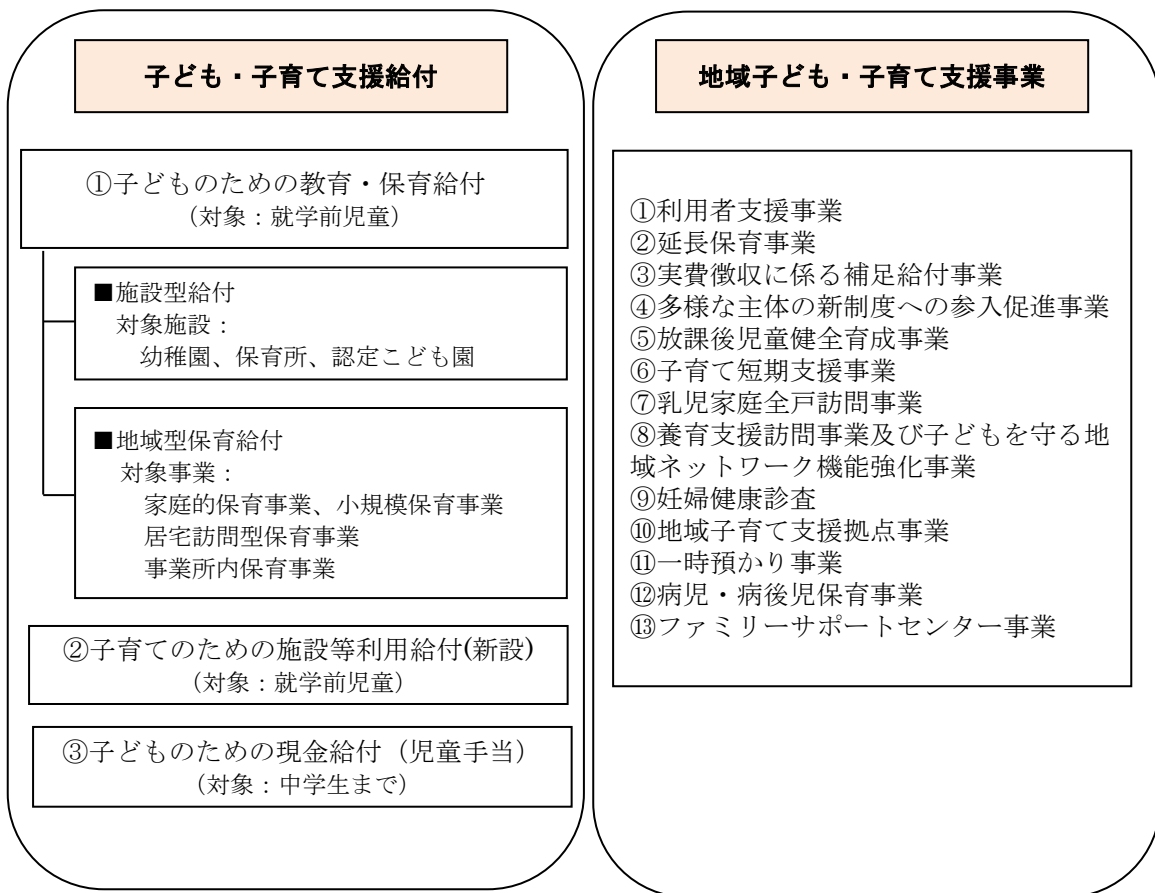 子ども・子育て支援給付
①子どものための教育・保育給付
（対象：就学前児童）
■施設型給付
対象施設：
幼稚園、保育所、認定こども園
■地域型保育給付
対象事業：
家庭的保育事業、小規模保育事業
居宅訪問型保育事業
事業所内保育事業
②子育てのための施設等利用給付(新設)
（対象：就学前児童）
③子どものための現金給付（児童手当）
（対象：中学生まで）
地域子ども・子育て支援事業
①利用者支援事業
②延長保育事業
③実費徴収に係る補足給付事業
④多様な主体の新制度への参入促進事業
⑤放課後児童健全育成事業
⑥子育て短期支援事業
⑦乳児家庭全戸訪問事業
⑧養育支援訪問事業及び子どもを守る地
域ネットワーク機能強化事業
⑨妊婦健康診査
⑩地域子育て支援拠点事業
⑪一時預かり事業
⑫病児・病後児保育事業
⑬ファミリーサポートセンター事業